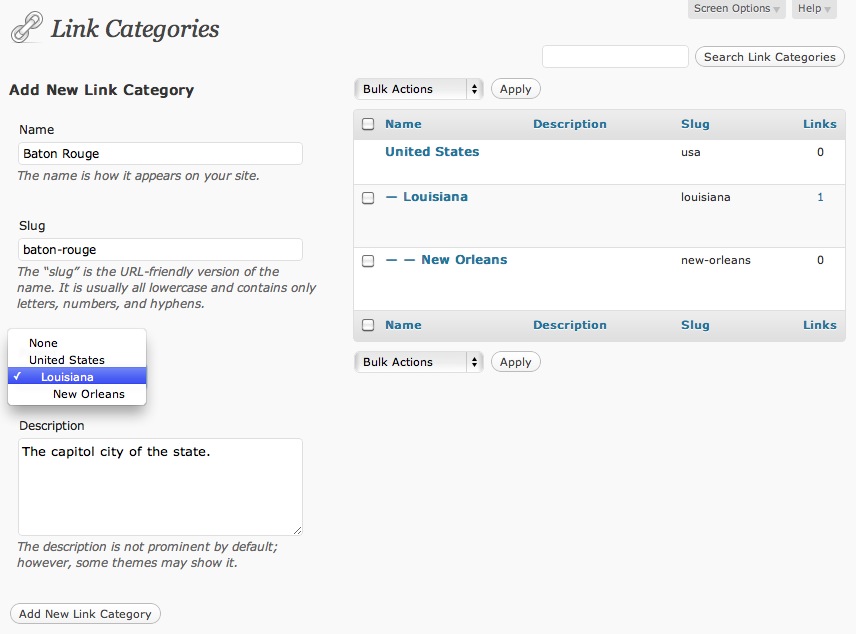 Screen Options Help
Link Categories
Search Link Categories
Add New Link Category
Name
Baton Rouge
The name is how it appears on your site.
Slug
baton-rouge
The “slug” is the URL-friendly version of the
name. It is usually all lowercase and contains only
letters, numbers, and hyphens.
None
United States
✓ Louisiana
New Orleans
Description
The capitol city of the state.
The description is not prominent by default;
however, some themes may show it.
Add New Link Category
Bulk Actions Apply
Name Description Slug Links
United States usa 0
— Louisiana louisiana 1
— — New Orleans new-orleans 0
Name Description Slug Links
Bulk Actions Apply